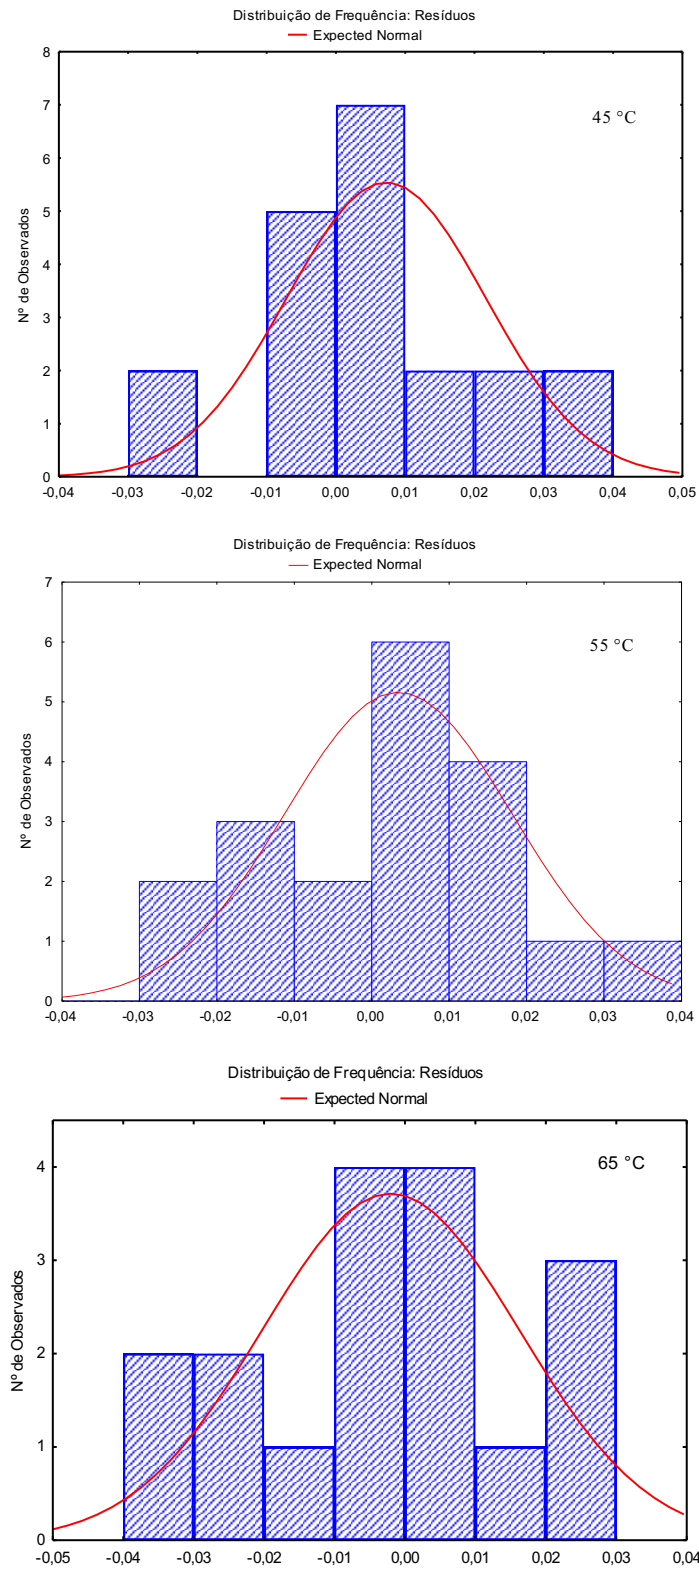 Distribuição de Frequência: Resíduos
Expected Normal
8
7
6
5
4
3
2
1
0
Nº de Observados
45 °C
-0,04 -0,03 -0,02 -0,01 0,00 0,01 0,02 0,03 0,04 0,05
Distribuição de Frequência: Resíduos
Expected Normal
7
6
5
4
3
2
1
0
Nº de Observados
55 °C
-0,04 -0,03 -0,02 -0,01 0,00 0,01 0,02 0,03 0,04
Distribuição de Frequência: Resíduos
Expected Normal
4
3
2
1
0
Nº de Observados
65 °C
-0,05 -0,04 -0,03 -0,02 -0,01 0,00 0,01 0,02 0,03 0,04